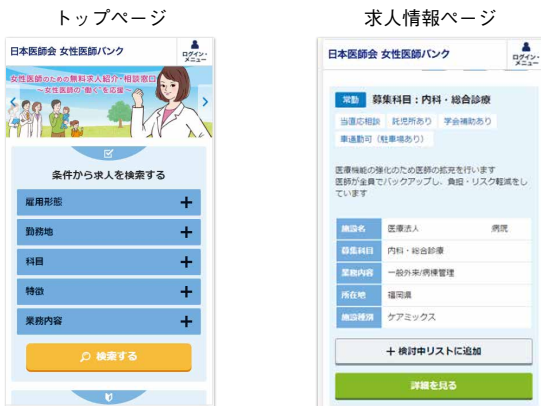 トップページ
日本医師会 女性医師バンク
ログイン・
メニュー
女性医師のための無料求人紹介・相談窓口
～女性医師の"働く"を応援～
条件から求人を検索する
雇用形態
勤務地
科目
特徴
業務内容
検索する
求人情報ページ
日本医師会 女性医師バンク
ログイン・
メニュー
常勤 募集科目：内科・総合診療
当直応相談 託児所あり 学会補助あり
車通勤可（駐車場あり）
医療機能の強化のため医師の拡充を行います
医師が全員でバックアップし、負担・リスク軽減をし
ています
施設名 医療法人 病院
募集科目 内科・総合診療
業務内容 一般外来/病棟管理
所在地 福岡県
施設種別 ケアミックス
＋ 検討中リストに追加
詳細を見る